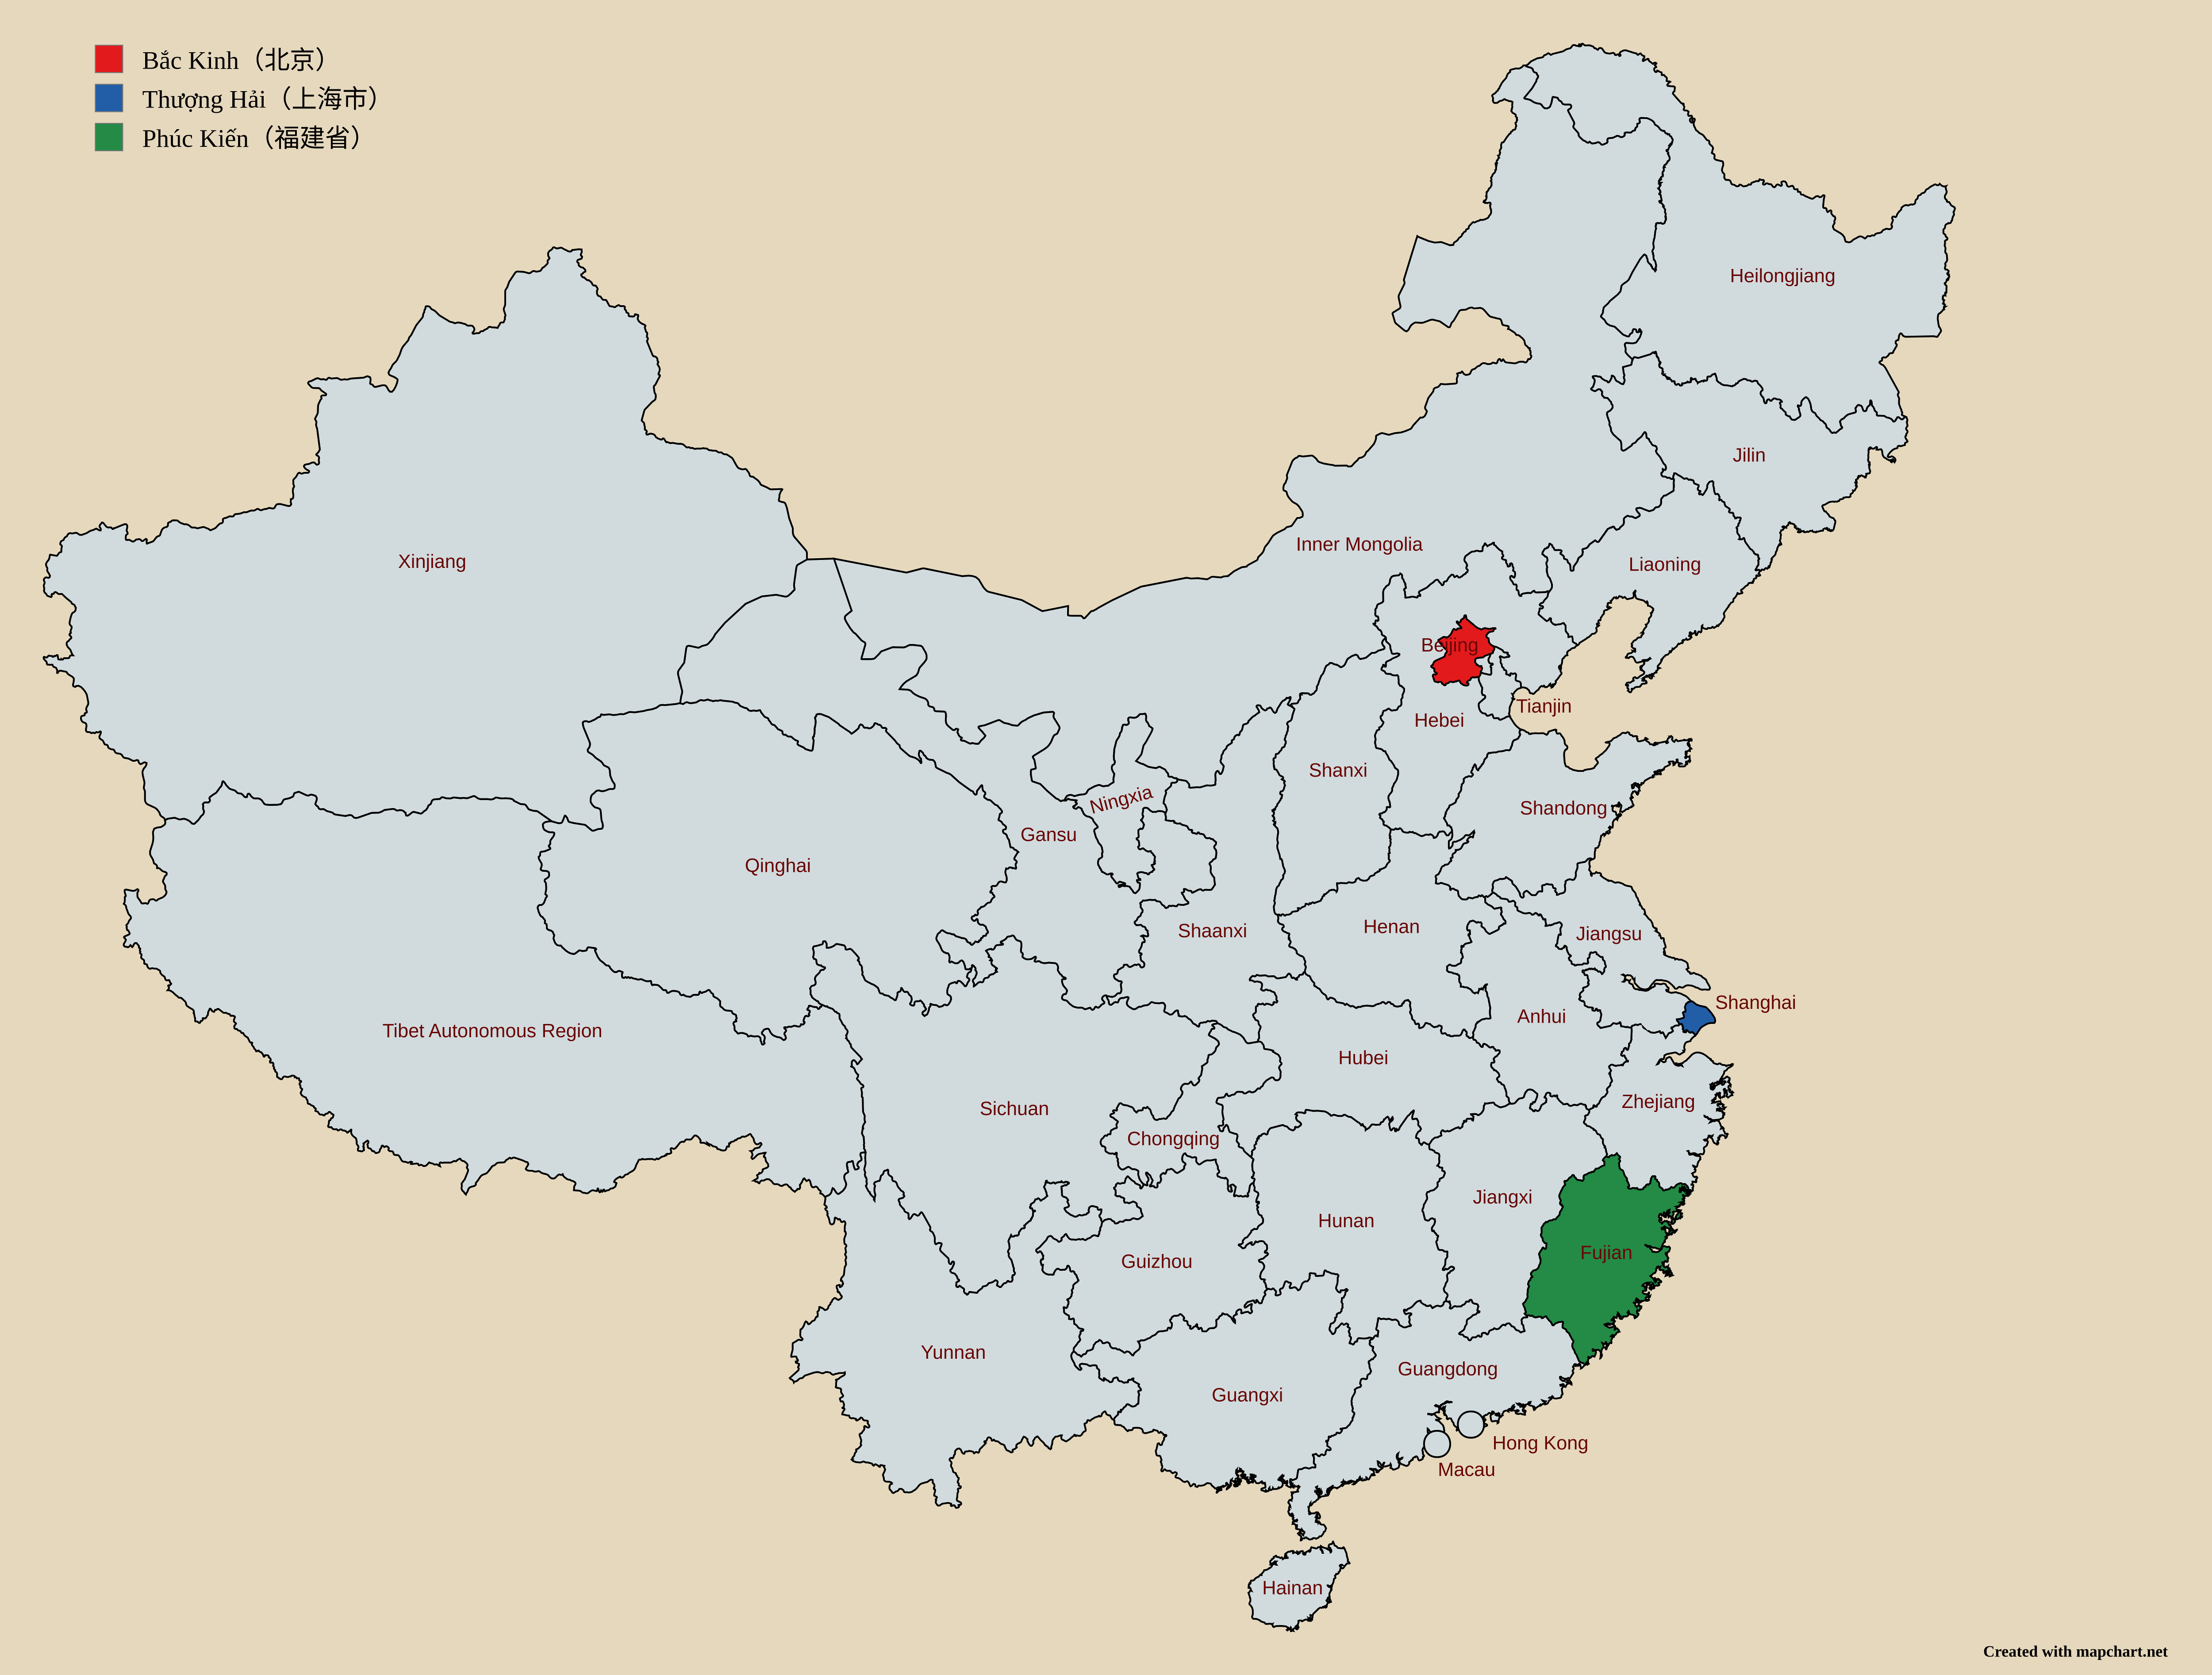 Bắc Kinh（北京）
Thượng Hải（上海市）
Phúc Kiến（福建省）
Heilongjiang
Jilin
Inner Mongolia
Xinjiang
Liaoning
Beijing
Tianjin
Hebei
Shanxi
Ningxia
Shandong
Gansu
Qinghai
Shaanxi
Henan
Jiangsu
Shanghai
Anhui
Tibet Autonomous Region
Hubei
Zhejiang
Sichuan
Chongqing
Jiangxi
Hunan
Fujian
Guizhou
Yunnan
Guangdong
Guangxi
Hong Kong
Macau
Hainan
Created with mapchart.net